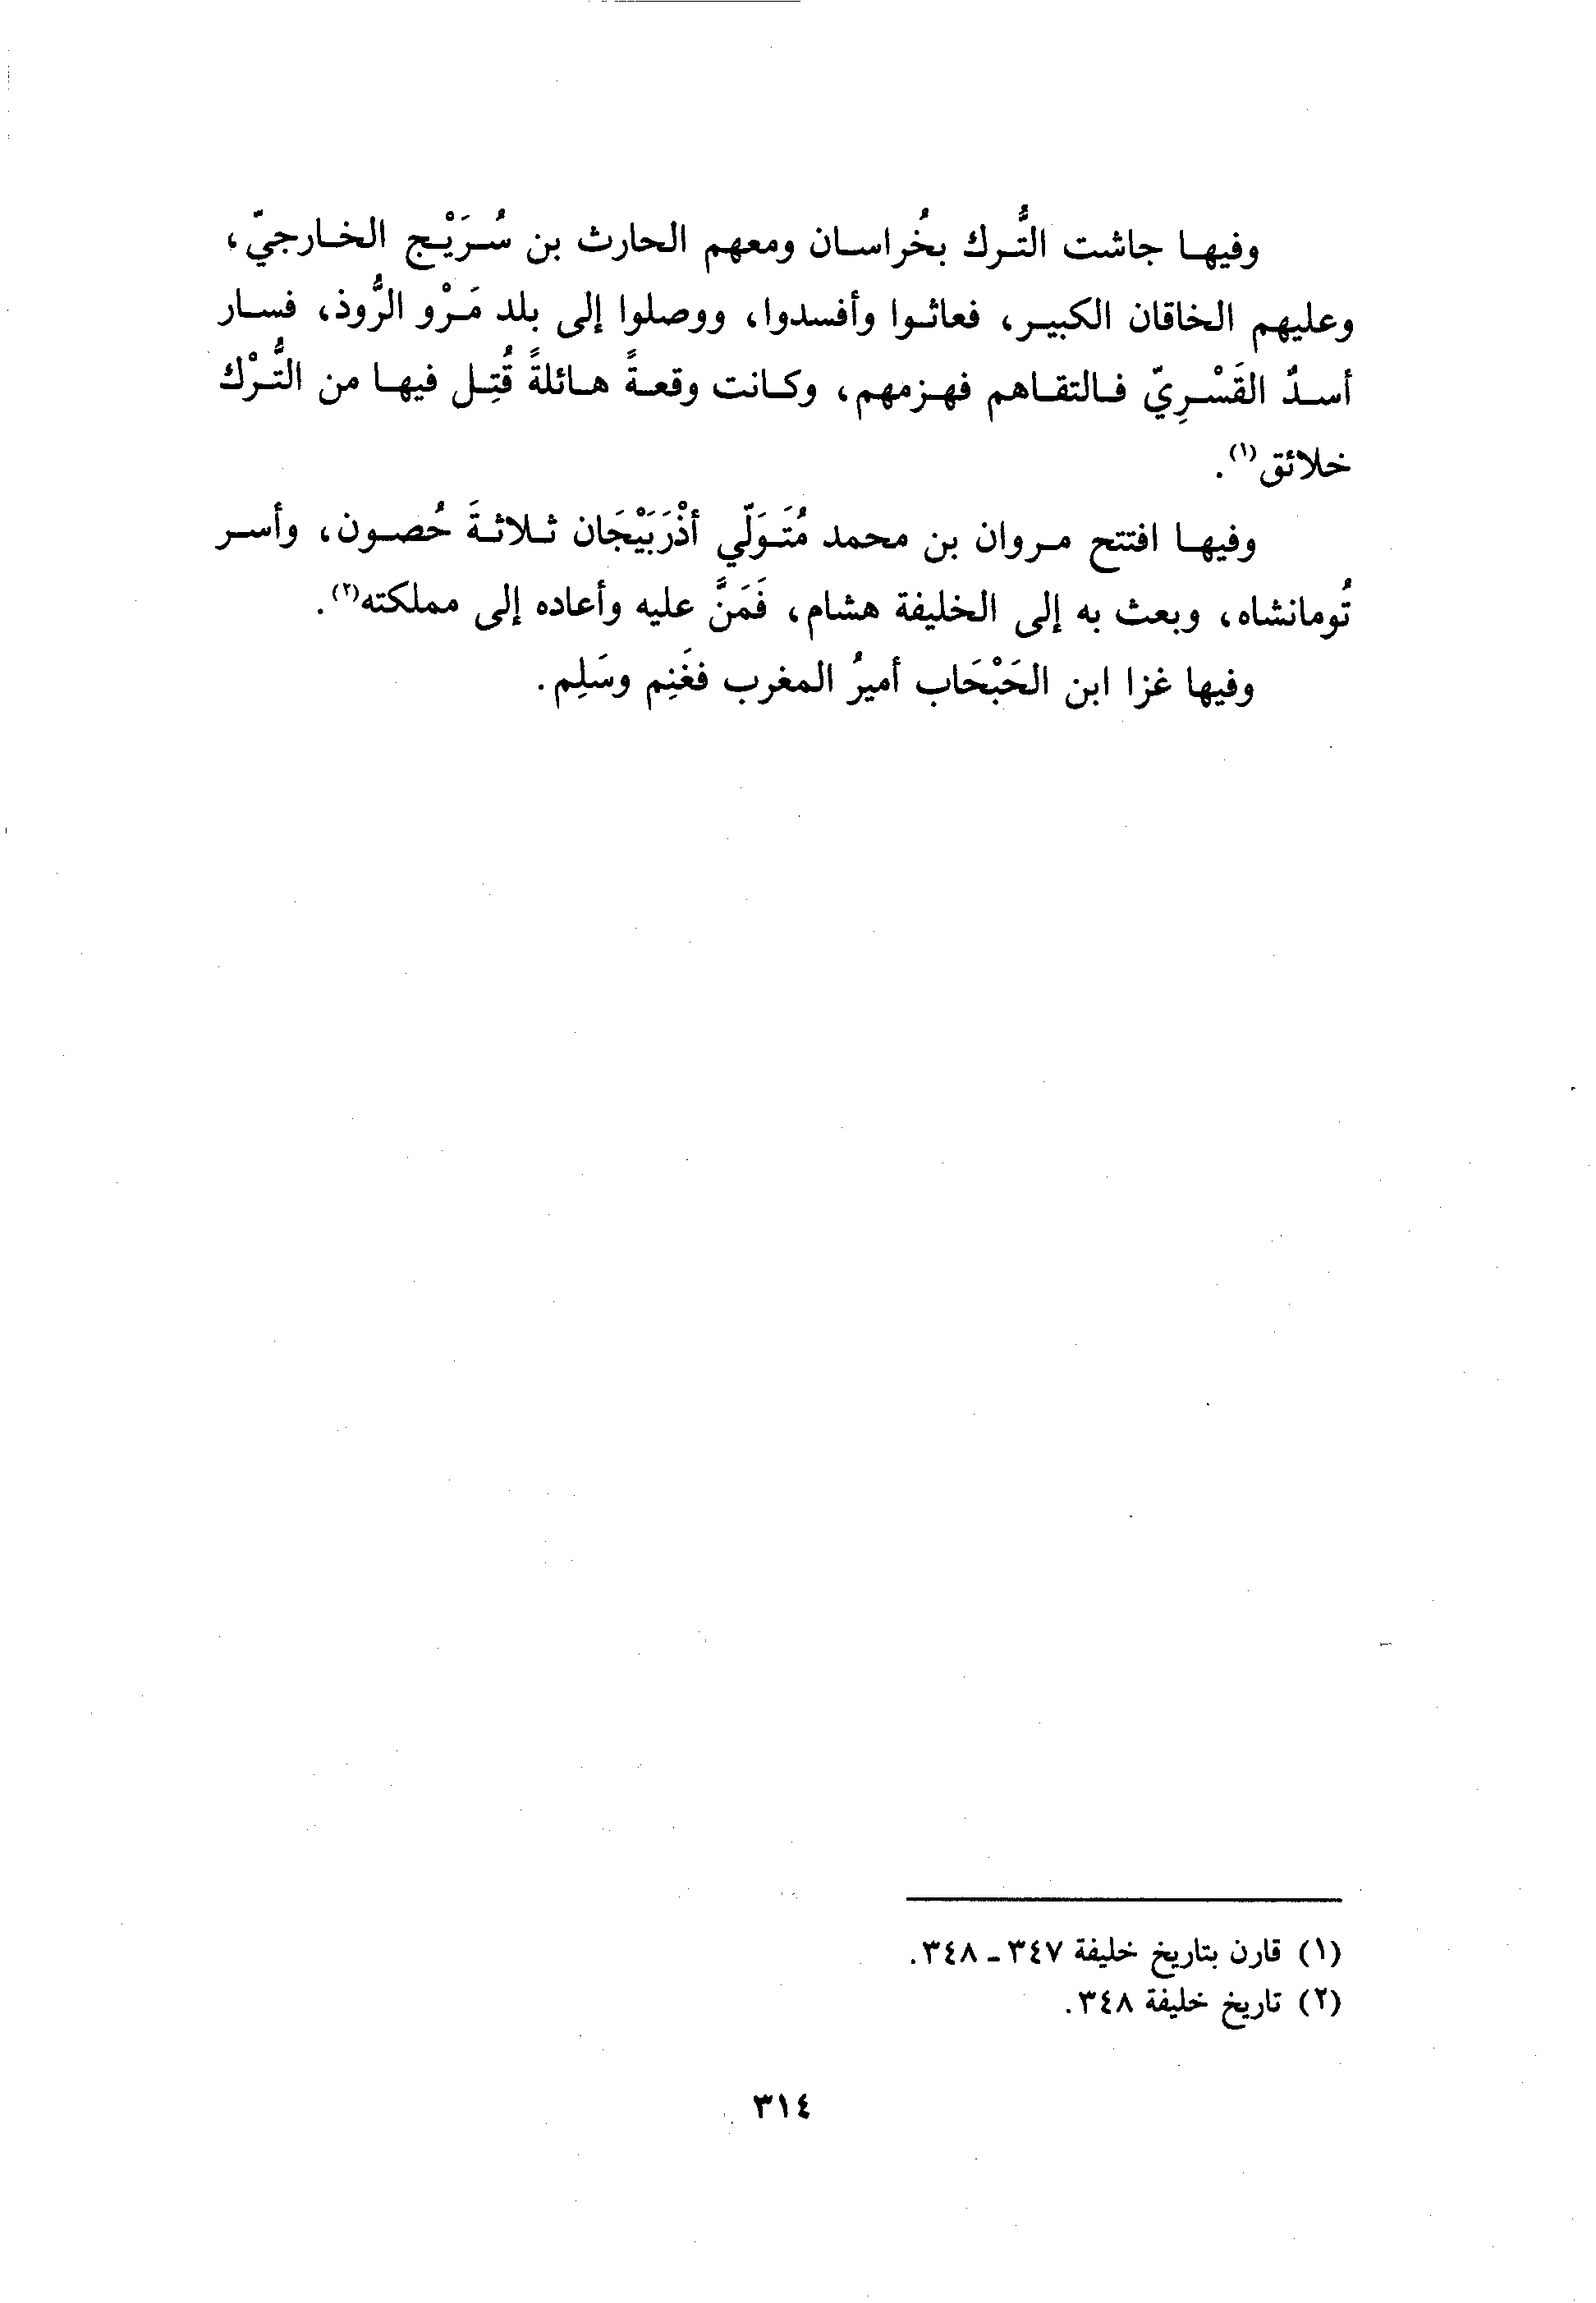 وفيها جاشت التُّرك بخُراسان ومعهم الحارث بن سُرَيْج الخارجيّ،
وعليهم الخاقان الكبير، فعاثوا وأفسدوا، ووصلوا إلى بلد مَرْو الرُّوذ، فسار
أسدٌ القَسْرِيّ فالتقاهم فهزمهم، وكانت وقعةً هائلةً قُتِل فيها من التُّرْك
خلائق(١).
وفيها افتتح مروان بن محمد مُتَوَلّي أذْرَبَيْجَان ثلاثةَ حُصون، وأسر
تُومانشاه، وبعث به إلى الخليفة هشام، فَمَنَّ عليه وأعاده إلى مملكته(٢).
وفيها غزا ابن الحَبْحَاب أميرُ المغرب فغَنِم وسَلِم.
(١) قارن بتاريخ خليفة ٣٤٧ ـ ٣٤٨.
(٢) تاريخ خليفة ٣٤٨.
٣١٤